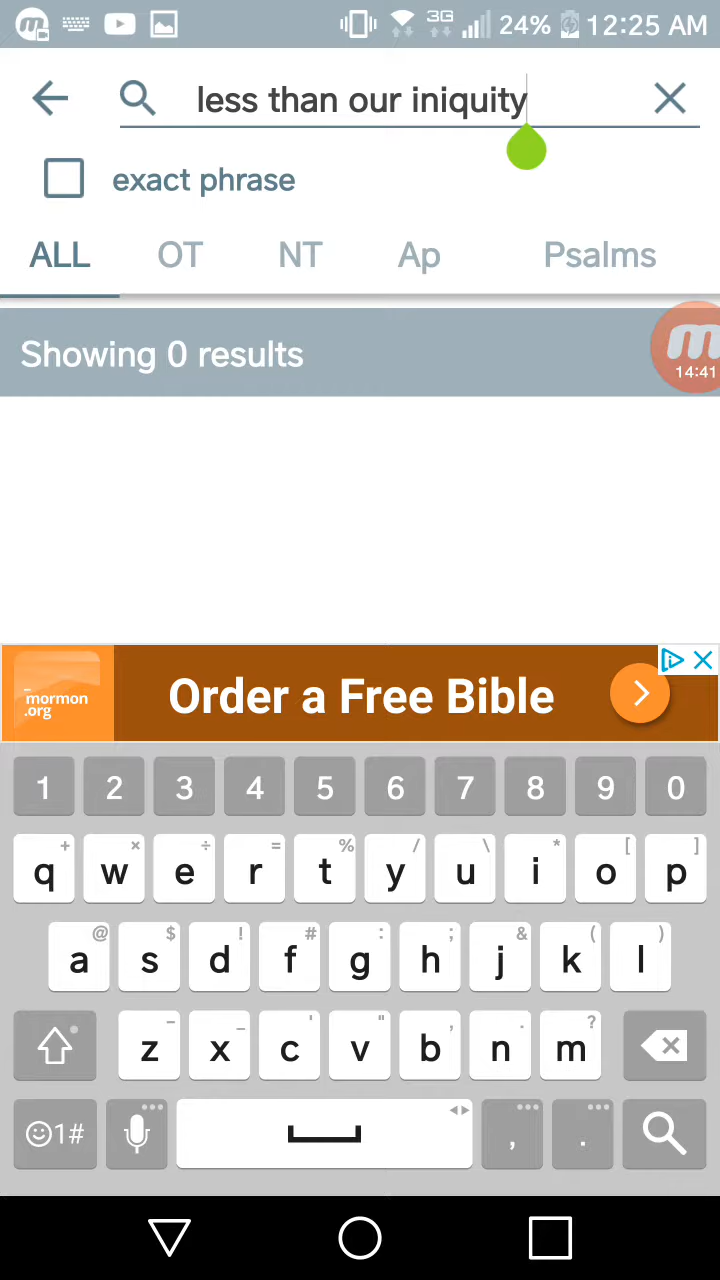 3G 24% 12:25 AM
less than our iniquity
exact phrase
ALL OT NT Ap Psalms
Showing 0 results
14:41
mormon
.org
Order a Free Bible
1 2 3 4 5 6 7 8 9 0
+ × ÷ = % / \ * [ ]
q w e r t y u i o p
@ $ ! # : ; & ( )
a s d f g h j k l
- _ ' " , . ?
z x c v b n m
1# , .